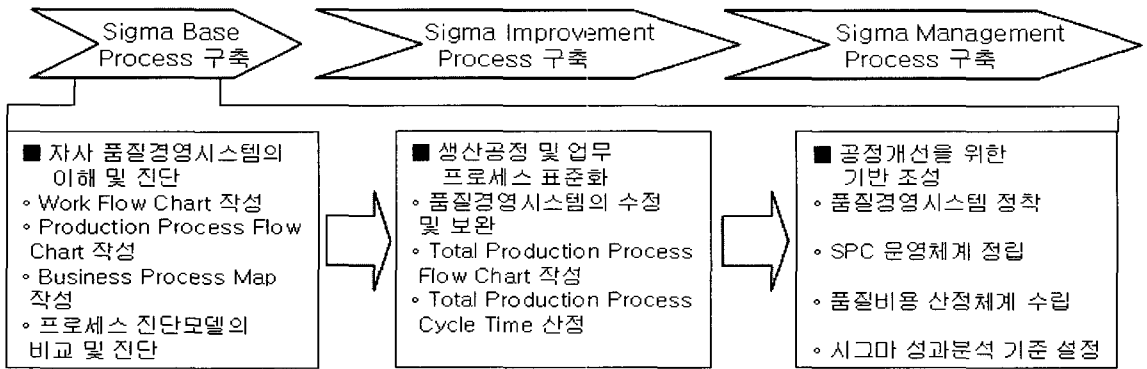 Sigma Base
Process 구축
Sigma Improvement
Process 구축
Sigma Management
Process 구축
■ 자사 품질경영시스템의
이해 및 진단
∘ Work Flow Chart 작성
∘ Production Process Flow
Chart 작성
∘ Business Process Map
작성
∘ 프로세스 진단모델의
비교 및 진단
■ 생산공정 및 업무
프로세스 표준화
∘ 품질경영시스템의 수정
및 보완
∘ Total Production Process
Flow Chart 작성
∘ Total Production Process
Cycle Time 산정
■ 공정개선을 위한
기반 조성
∘ 품질경영시스템 정착
∘ SPC 운영체계 정립
∘ 품질비용 산정체계 수립
∘ 시그마 성과분석 기준 설정